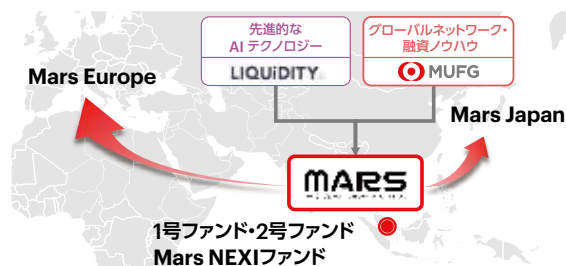 先進的な
AI テクノロジー
LIQUiDITY
グローバルネットワーク・
融資ノウハウ
MUFG
Mars Europe
Mars Japan
MARS
1号ファンド・2号ファンド
Mars NEXIファンド